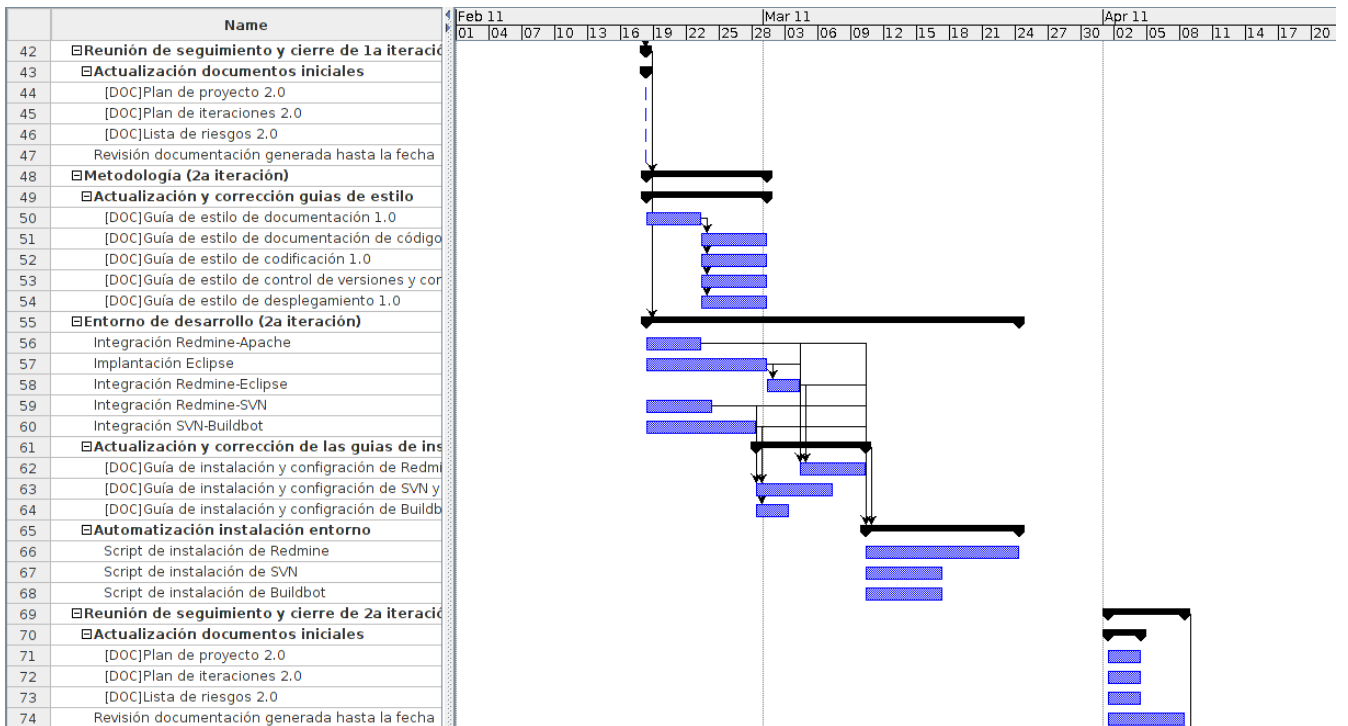 Name
Feb 11 Mar 11 Apr 11
01 04 07 10 13 16 19 22 25 28 03 06 09 12 15 18 21 24 27 30 02 05 08 11 14 17 20
42 Reunión de seguimiento y cierre de 1a iteració
43 Actualización documentos iniciales
44 [DOC]Plan de proyecto 2.0
45 [DOC]Plan de iteraciones 2.0
46 [DOC]Lista de riesgos 2.0
47 Revisión documentación generada hasta la fecha
48 Metodología (2a iteración)
49 Actualización y corrección guias de estilo
50 [DOC]Guía de estilo de documentación 1.0
51 [DOC]Guía de estilo de documentación de código
52 [DOC]Guía de estilo de codificación 1.0
53 [DOC]Guía de estilo de control de versiones y cor
54 [DOC]Guía de estilo de desplegamiento 1.0
55 Entorno de desarrollo (2a iteración)
56 Integración Redmine-Apache
57 Implantación Eclipse
58 Integración Redmine-Eclipse
59 Integración Redmine-SVN
60 Integración SVN-Buildbot
61 Actualización y corrección de las guias de ins
62 [DOC]Guía de instalación y configración de Redmi
63 [DOC]Guía de instalación y configración de SVN y
64 [DOC]Guía de instalación y configración de Buildb
65 Automatización instalación entorno
66 Script de instalación de Redmine
67 Script de instalación de SVN
68 Script de instalación de Buildbot
69 Reunión de seguimiento y cierre de 2a iteració
70 Actualización documentos iniciales
71 [DOC]Plan de proyecto 2.0
72 [DOC]Plan de iteraciones 2.0
73 [DOC]Lista de riesgos 2.0
74 Revisión documentación generada hasta la fecha